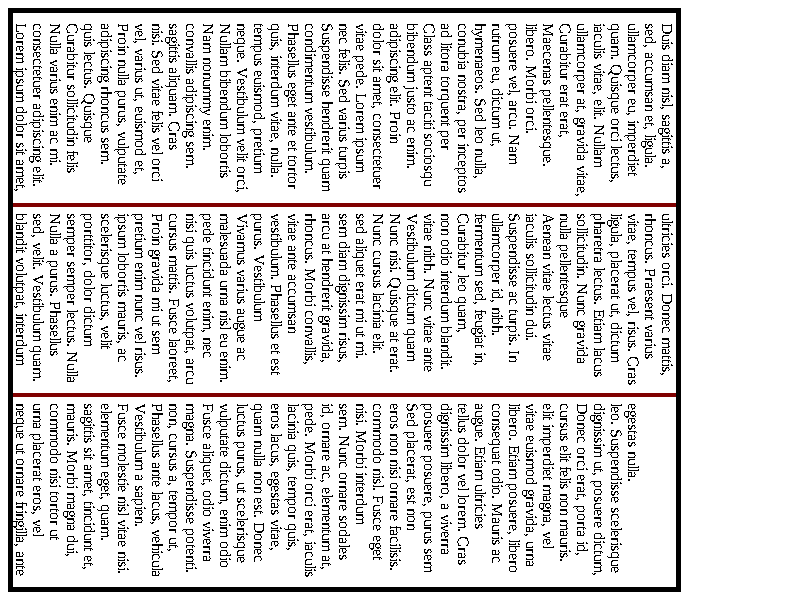 Lorem ipsum dolor sit amet,
consectetuer adipiscing elit.
Nulla varius enim ac mi.
Curabitur sollicitudin felis
quis lectus. Quisque
adipiscing rhoncus sem.
Proin nulla purus, vulputate
vel, varius ut, euismod et,
nisi. Sed vitae felis vel orci
sagittis aliquam. Cras
convallis adipiscing sem.
Nam nonummy enim.
Nullam bibendum lobortis
neque. Vestibulum velit orci,
tempus euismod, pretium
quis, interdum vitae, nulla.
Phasellus eget ante et tortor
condimentum vestibulum.
Suspendisse hendrerit quam
nec felis. Sed varius turpis
vitae pede. Lorem ipsum
dolor sit amet, consectetuer
adipiscing elit. Proin
bibendum justo ac enim.
Class aptent taciti sociosqu
ad litora torquent per
conubia nostra, per inceptos
hymenaeos. Sed leo nulla,
rutrum eu, dictum ut,
posuere vel, arcu. Nam
libero. Morbi orci.
Maecenas pellentesque.
Curabitur erat erat,
ullamcorper at, gravida vitae,
iaculis vitae, elit. Nullam
quam. Quisque orci lectus,
ullamcorper eu, imperdiet
sed, accumsan et, ligula.
Duis diam nisl, sagittis a,
blandit volutpat, interdum
sed, velit. Vestibulum quam.
Nulla a purus. Phasellus
semper semper lectus. Nulla
porttitor, dolor dictum
scelerisque luctus, velit
ipsum lobortis mauris, ac
pretium enim nunc vel risus.
Proin gravida mi ut sem
cursus mattis. Fusce laoreet,
nisi quis luctus volutpat, arcu
pede tincidunt enim, nec
malesuada urna nisl eu enim.
Vivamus varius augue ac
purus. Vestibulum
vestibulum. Phasellus et est
vitae ante accumsan
rhoncus. Morbi convallis,
arcu at hendrerit gravida,
sem diam dignissim risus,
sed aliquet erat mi ut mi.
Nunc cursus lacinia elit.
Nunc nisi. Quisque at erat.
Vestibulum dictum quam
vitae nibh. Nunc vitae ante
non odio interdum blandit.
Curabitur leo quam,
fermentum sed, feugiat in,
ullamcorper id, nibh.
Suspendisse ac turpis. In
iaculis sollicitudin dui.
Aenean vitae lectus vitae
nulla pellentesque
sollicitudin. Nunc gravida
pharetra lectus. Etiam lacus
ligula, placerat ut, dictum
vitae, tempus vel, risus. Cras
rhoncus. Praesent varius
ultricies orci. Donec mattis,
neque ut ornare fringilla, ante
urna placerat eros, vel
commodo nisi tortor ut
mauris. Morbi magna dui,
sagittis sit amet, tincidunt et,
elementum eget, quam.
Fusce molestie nisl vitae nisi.
Vestibulum a sapien.
Phasellus ante lacus, vehicula
non, cursus a, tempor ut,
magna. Suspendisse potenti.
Fusce aliquet, odio viverra
vulputate dictum, enim odio
luctus purus, ut scelerisque
quam nulla non est. Donec
eros lacus, egestas vitae,
lacinia quis, tempor quis,
pede. Morbi orci erat, iaculis
id, ornare ac, elementum at,
sem. Nunc ornare sodales
nisi. Morbi interdum
commodo nisl. Fusce eget
eros non nisi ornare facilisis.
Sed placerat, est non
posuere posuere, purus sem
dignissim libero, a viverra
tellus dolor vel lorem. Cras
augue. Etiam ultricies
consequat odio. Mauris ac
libero. Etiam posuere, libero
vitae euismod gravida, urna
elit imperdiet magna, vel
cursus elit felis non mauris.
Donec orci erat, porta id,
dignissim ut, posuere dictum,
leo. Suspendisse scelerisque
egestas nulla.